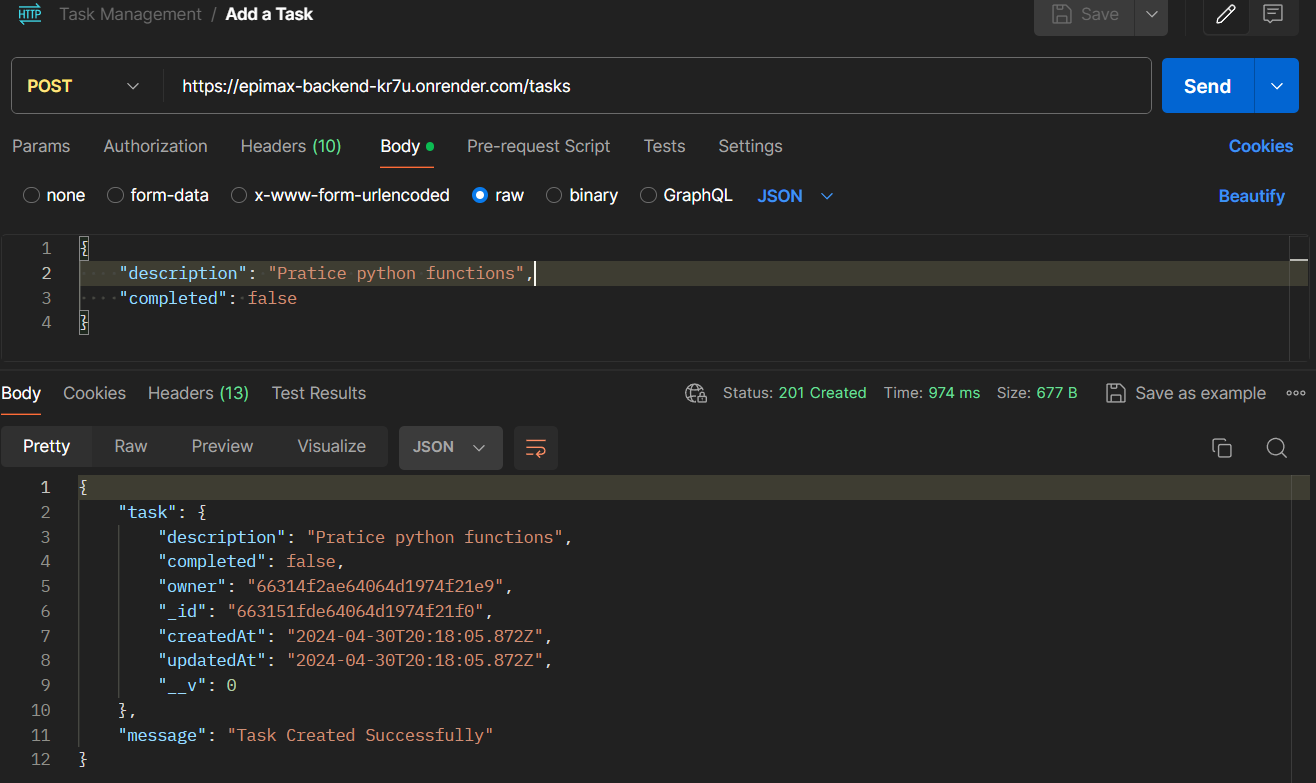 HTTP Task Management / Add a Task Save
POST https://epimax-backend-kr7u.onrender.com/tasks Send
Params Authorization Headers (10) Body Pre-request Script Tests Settings Cookies
none form-data x-www-form-urlencoded raw binary GraphQL JSON Beautify
1 {
2 "description": "Pratice python functions",
3 "completed": false
4 }
Body Cookies Headers (13) Test Results Status: 201 Created Time: 974 ms Size: 677 B Save as example
Pretty Raw Preview Visualize JSON
1 {
2 "task": {
3 "description": "Pratice python functions",
4 "completed": false,
5 "owner": "66314f2ae64064d1974f21e9",
6 "_id": "663151fde64064d1974f21f0",
7 "createdAt": "2024-04-30T20:18:05.872Z",
8 "updatedAt": "2024-04-30T20:18:05.872Z",
9 "__v": 0
10 },
11 "message": "Task Created Successfully"
12 }